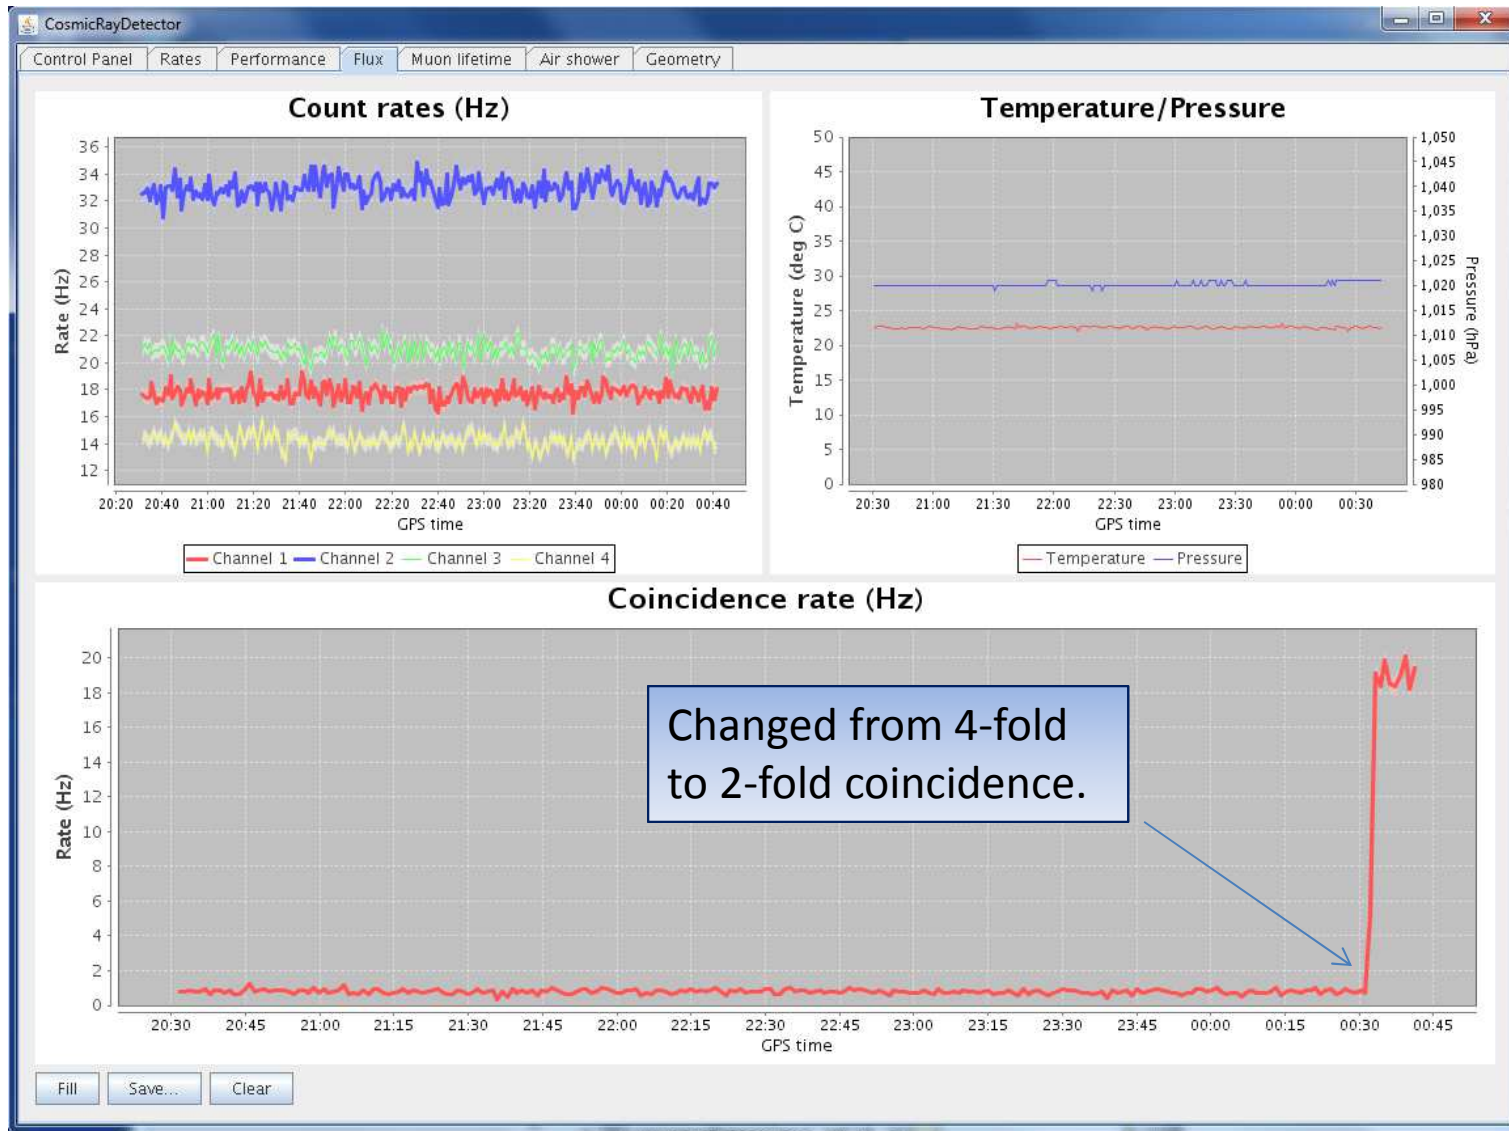 CosmicRayDetector
Control Panel Rates Performance Flux Muon lifetime Air shower Geometry
Count rates (Hz)
36
34
32
30
28
26
24
22
20
18
16
14
12
Rate (Hz)
20:20 20:40 21:00 21:20 21:40 22:00 22:20 22:40 23:00 23:20 23:40 00:00 00:20 00:40
GPS time
Channel 1 Channel 2 Channel 3 Channel 4
Temperature/Pressure
50
45
40
35
30
25
20
15
10
5
0
Temperature (deg C)
1,050
1,045
1,040
1,035
1,030
1,025
1,020
1,015
1,010
1,005
1,000
995
990
985
980
Pressure (hPa)
20:30 21:00 21:30 22:00 22:30 23:00 23:30 00:00 00:30
GPS time
Temperature Pressure
Coincidence rate (Hz)
20
18
16
14
12
10
8
6
4
2
0
Rate (Hz)
Changed from 4-fold
to 2-fold coincidence.
20:30 20:45 21:00 21:15 21:30 21:45 22:00 22:15 22:30 22:45 23:00 23:15 23:30 23:45 00:00 00:15 00:30 00:45
GPS time
Fill Save... Clear